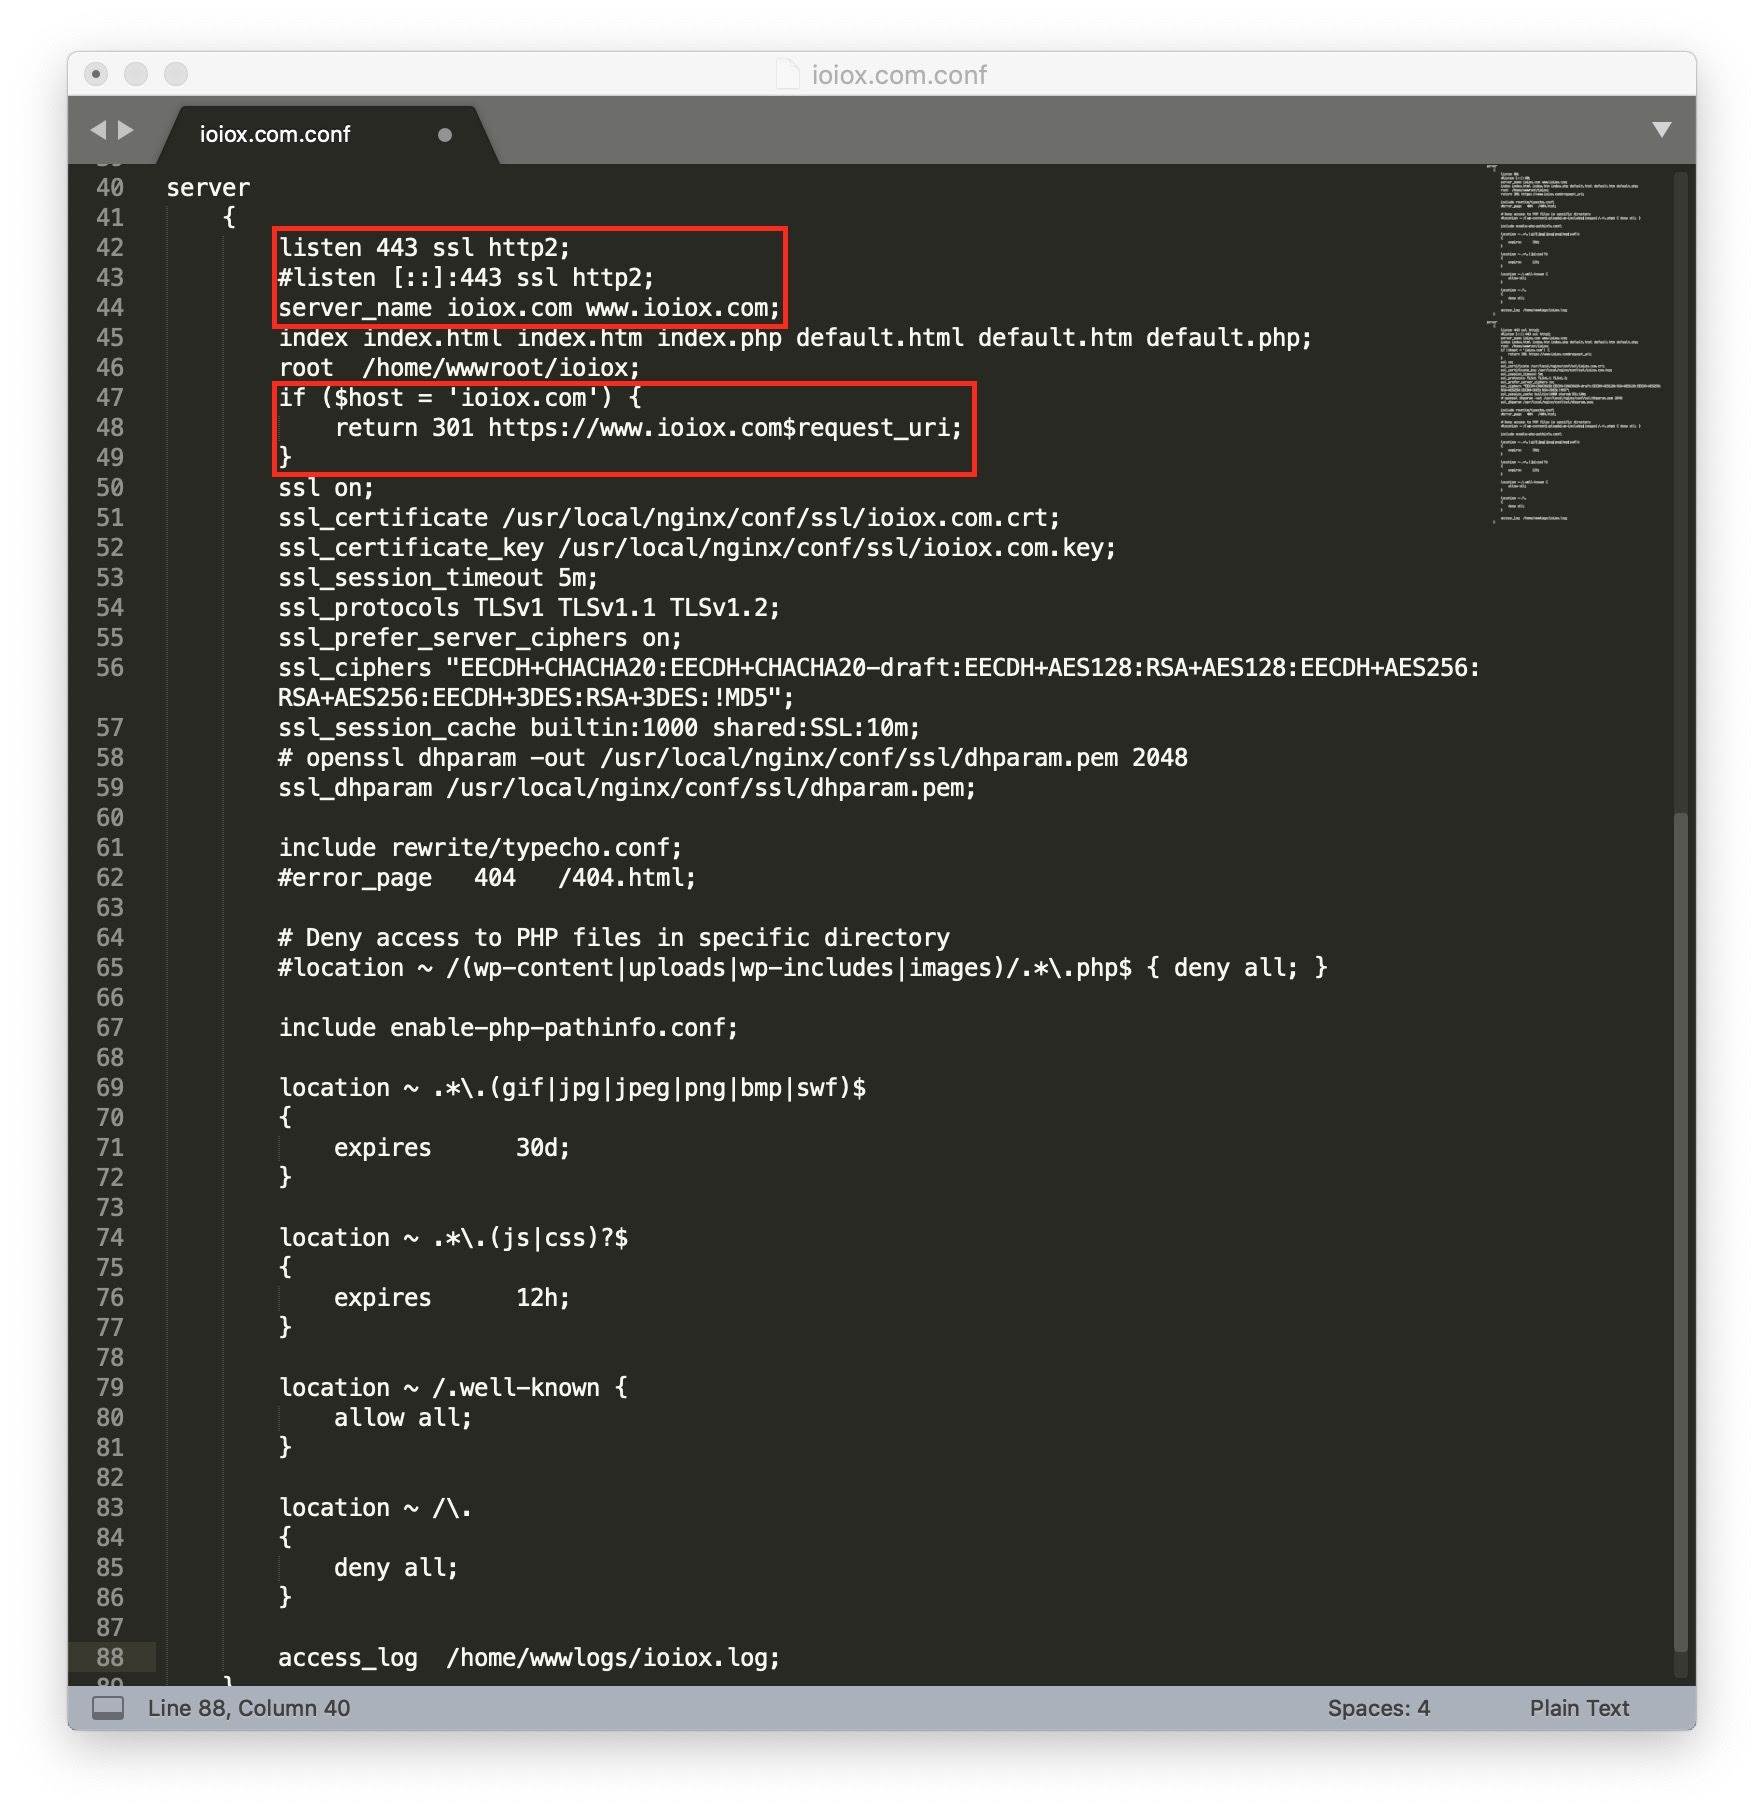 ioiox.com.conf
ioiox.com.conf
40 server
41 {
42 listen 443 ssl http2;
43 #listen [::]:443 ssl http2;
44 server_name ioiox.com www.ioiox.com;
45 index index.html index.htm index.php default.html default.htm default.php;
46 root  /home/wwwroot/ioiox;
47 if ($host = 'ioiox.com') {
48 return 301 https://www.ioiox.com$request_uri;
49 }
50 ssl on;
51 ssl_certificate /usr/local/nginx/conf/ssl/ioiox.com.crt;
52 ssl_certificate_key /usr/local/nginx/conf/ssl/ioiox.com.key;
53 ssl_session_timeout 5m;
54 ssl_protocols TLSv1 TLSv1.1 TLSv1.2;
55 ssl_prefer_server_ciphers on;
56 ssl_ciphers "EECDH+CHACHA20:EECDH+CHACHA20-draft:EECDH+AES128:RSA+AES128:EECDH+AES256:
RSA+AES256:EECDH+3DES:RSA+3DES:!MD5";
57 ssl_session_cache builtin:1000 shared:SSL:10m;
58 # openssl dhparam -out /usr/local/nginx/conf/ssl/dhparam.pem 2048
59 ssl_dhparam /usr/local/nginx/conf/ssl/dhparam.pem;
60
61 include rewrite/typecho.conf;
62 #error_page   404   /404.html;
63
64 # Deny access to PHP files in specific directory
65 #location ~ /(wp-content|uploads|wp-includes|images)/.*\.php$ { deny all; }
66
67 include enable-php-pathinfo.conf;
68
69 location ~ .*\.(gif|jpg|jpeg|png|bmp|swf)$
70 {
71 expires      30d;
72 }
73
74 location ~ .*\.(js|css)?$
75 {
76 expires      12h;
77 }
78
79 location ~ /.well-known {
80 allow all;
81 }
82
83 location ~ /\.
84 {
85 deny all;
86 }
87
88 access_log  /home/wwwlogs/ioiox.log;
89 }
Line 88, Column 40
Spaces: 4
Plain Text